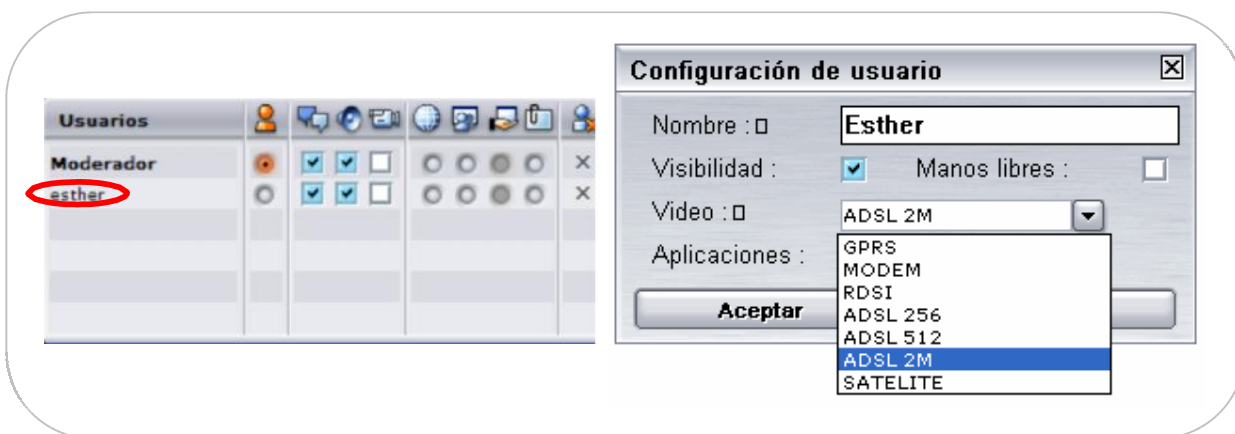 Usuarios
Moderador
esther
Configuración de usuario
Nombre :
Esther
Visibilidad :
Manos libres :
Video :
ADSL 2M
Aplicaciones :
GPRS
MODEM
RDSI
ADSL 256
ADSL 512
ADSL 2M
SATELITE
Aceptar